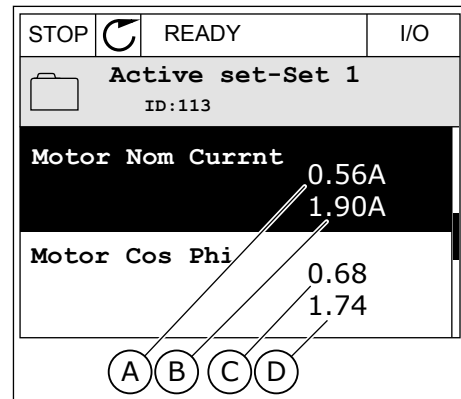 STOP READY I/O
Active set-Set 1
ID:113
Motor Nom Currnt
0.56A
1.90A
Motor Cos Phi
0.68
1.74
A B C D